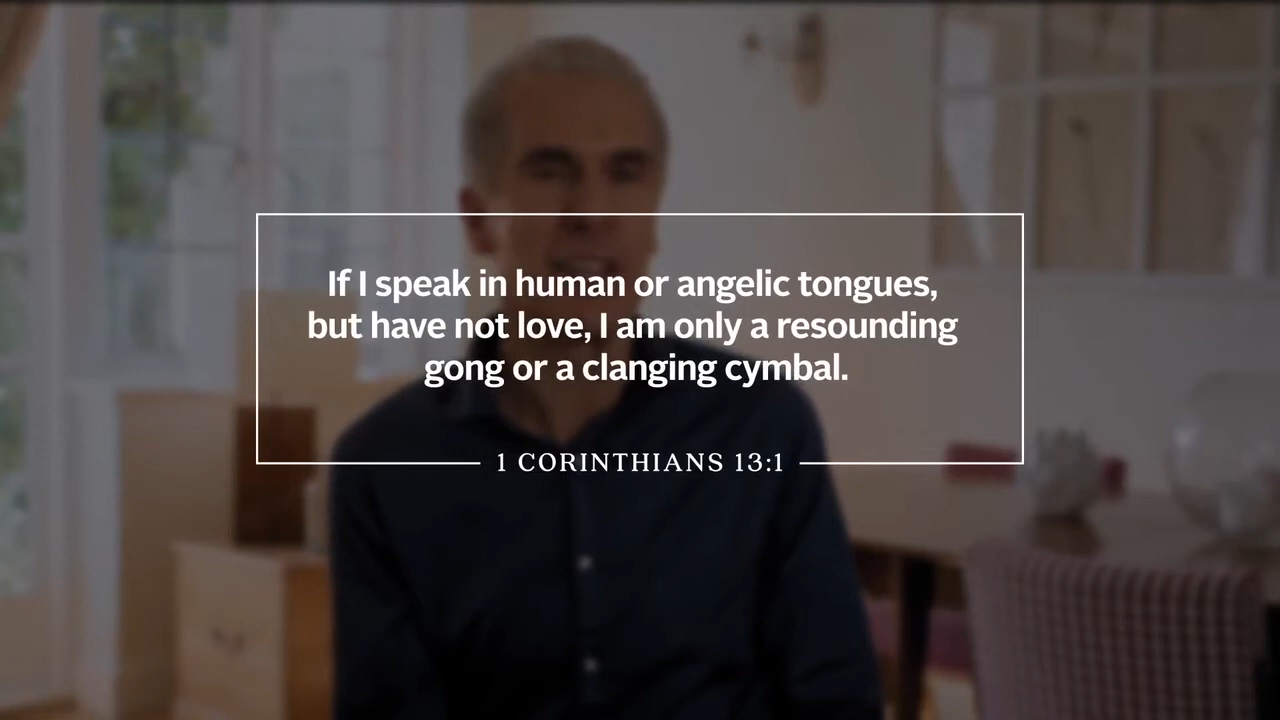 If I speak in human or angelic tongues,
but have not love, I am only a resounding
gong or a clanging cymbal.
1 CORINTHIANS 13:1